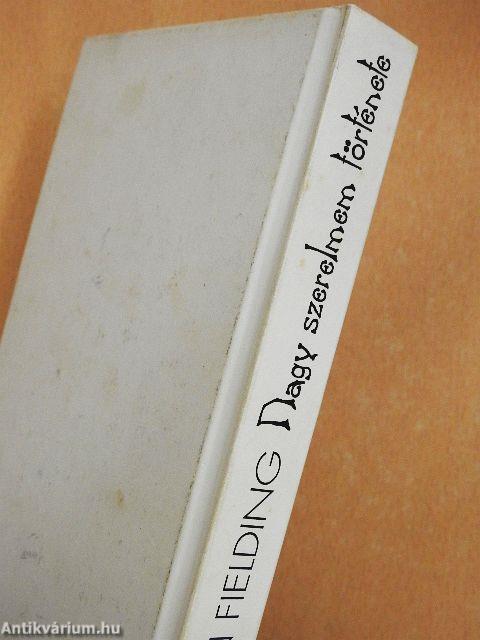 FIELDING Nagy szerelmem története
Antikvárium.hu